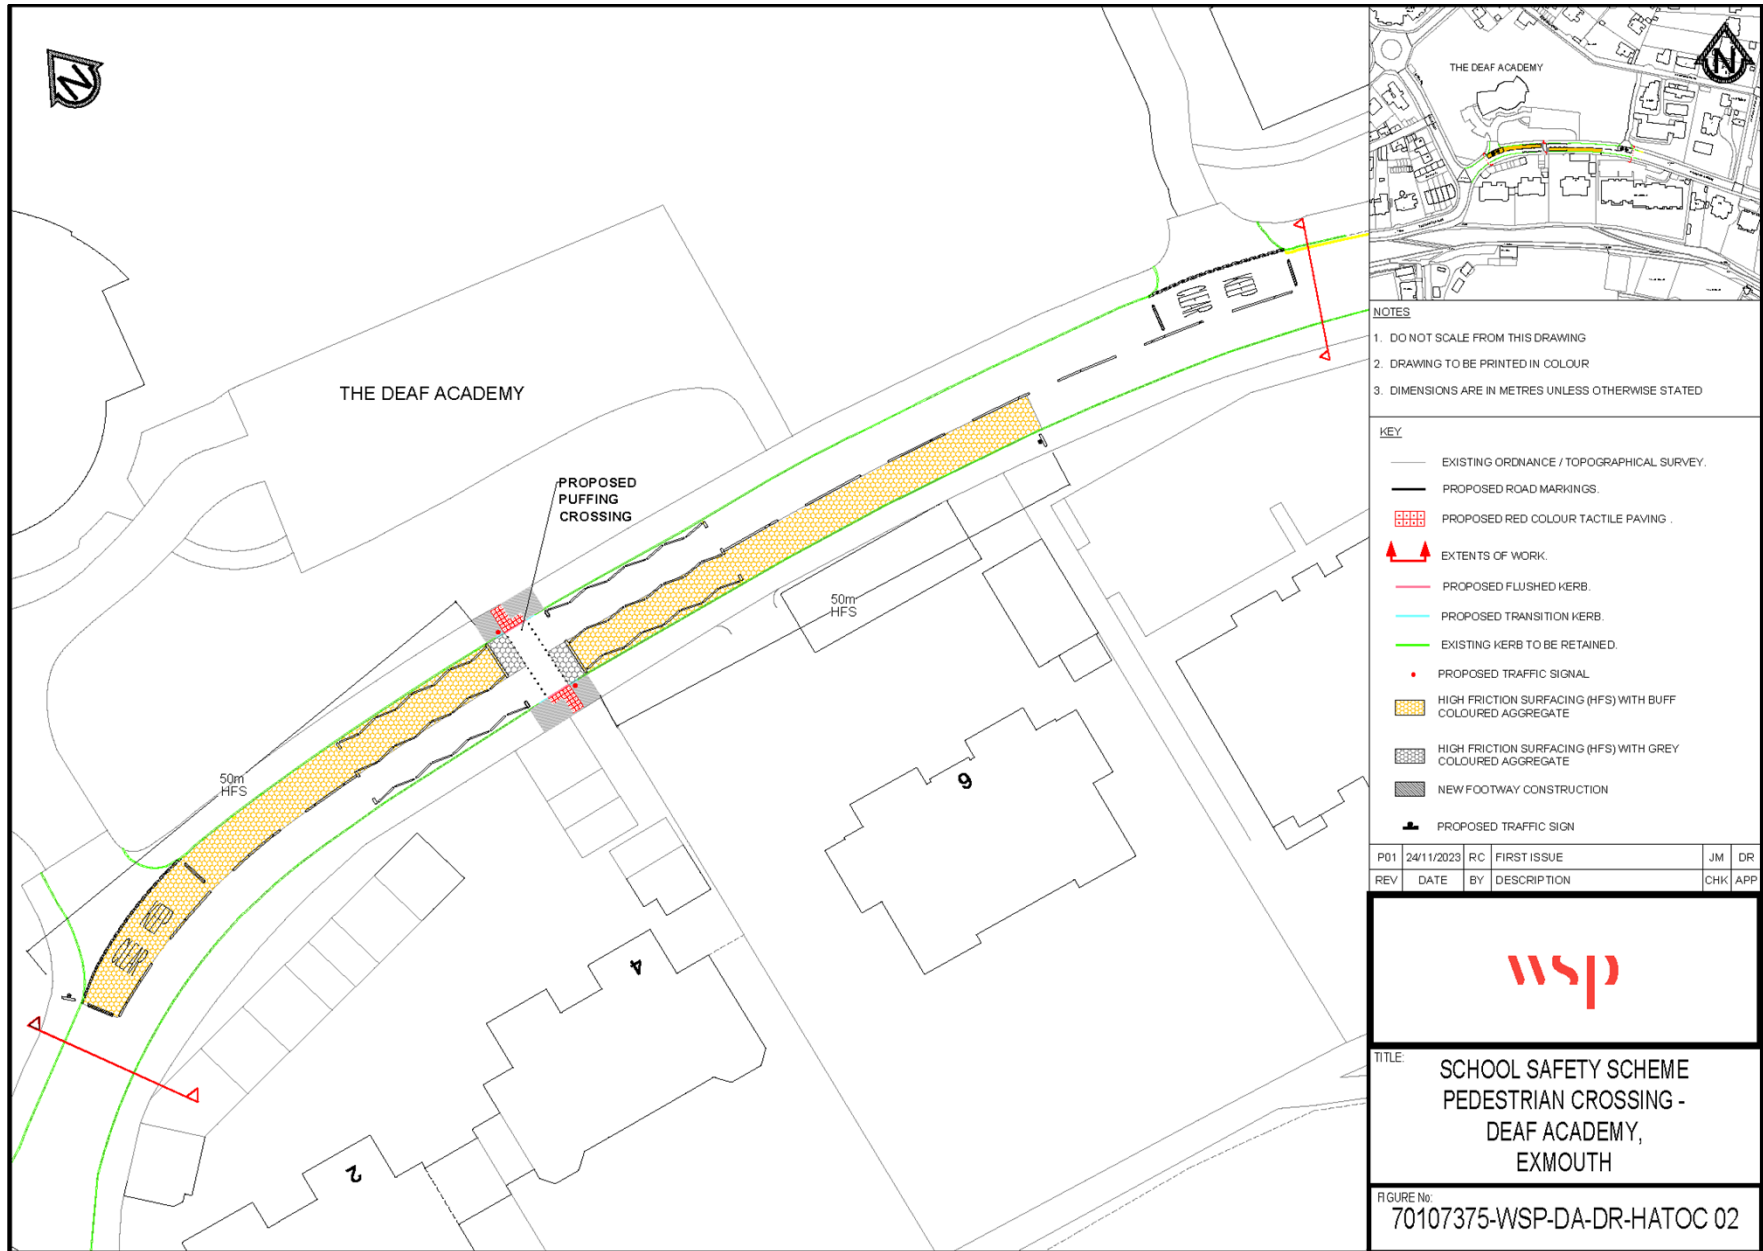 N
THE DEAF ACADEMY
PROPOSED
PUFFING
CROSSING
50m
HFS
50m
HFS
KEEP
CLEAR
2
4
6
THE DEAF ACADEMY
N
NOTES
1. DO NOT SCALE FROM THIS DRAWING
2. DRAWING TO BE PRINTED IN COLOUR
3. DIMENSIONS ARE IN METRES UNLESS OTHERWISE STATED
KEY
EXISTING ORDNANCE / TOPOGRAPHICAL SURVEY.
PROPOSED ROAD MARKINGS.
PROPOSED RED COLOUR TACTILE PAVING .
EXTENTS OF WORK.
PROPOSED FLUSHED KERB.
PROPOSED TRANSITION KERB.
EXISTING KERB TO BE RETAINED.
PROPOSED TRAFFIC SIGNAL
HIGH FRICTION SURFACING (HFS) WITH BUFF
COLOURED AGGREGATE
HIGH FRICTION SURFACING (HFS) WITH GREY
COLOURED AGGREGATE
NEW FOOTWAY CONSTRUCTION
PROPOSED TRAFFIC SIGN
P01 24/11/2023 RC FIRST ISSUE JM DR
REV DATE BY DESCRIPTION CHK APP
wsp
TITLE:
SCHOOL SAFETY SCHEME
PEDESTRIAN CROSSING -
DEAF ACADEMY,
EXMOUTH
FIGURE No:
70107375-WSP-DA-DR-HATOC 02